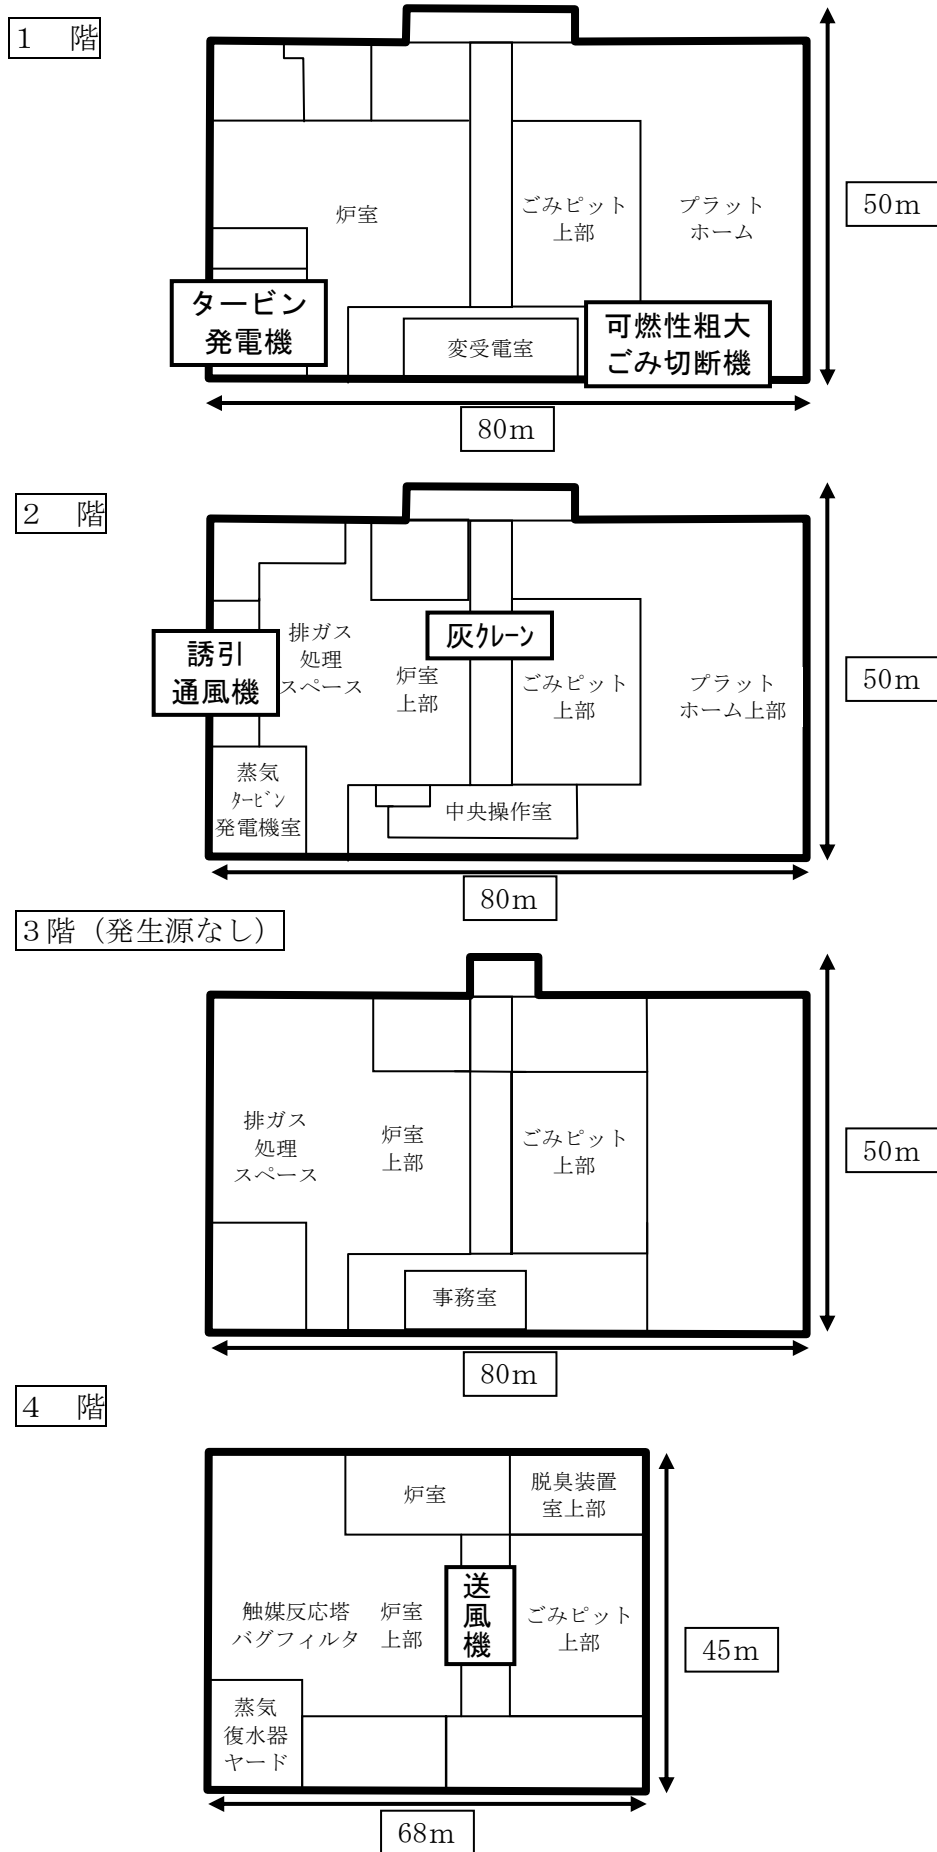 １　階
50m
炉室
ごみピット
上部
プラット
ホーム
タービン
発電機
変受電室
可燃性粗大
ごみ切断機
80m
２　階
灰クレーン
誘引
通風機
排ガス
処理
スペース
炉室
上部
ごみピット
上部
プラット
ホーム上部
50m
蒸気
タービン
発電機室
中央操作室
80m
３階（発生源なし）
排ガス
処理
スペース
炉室
上部
ごみピット
上部
50m
事務室
80m
４　階
炉室
脱臭装置
室上部
触媒反応塔
バグフィルタ
炉室
上部
送
風
機
ごみピット
上部
45m
蒸気
復水器
ヤード
68m